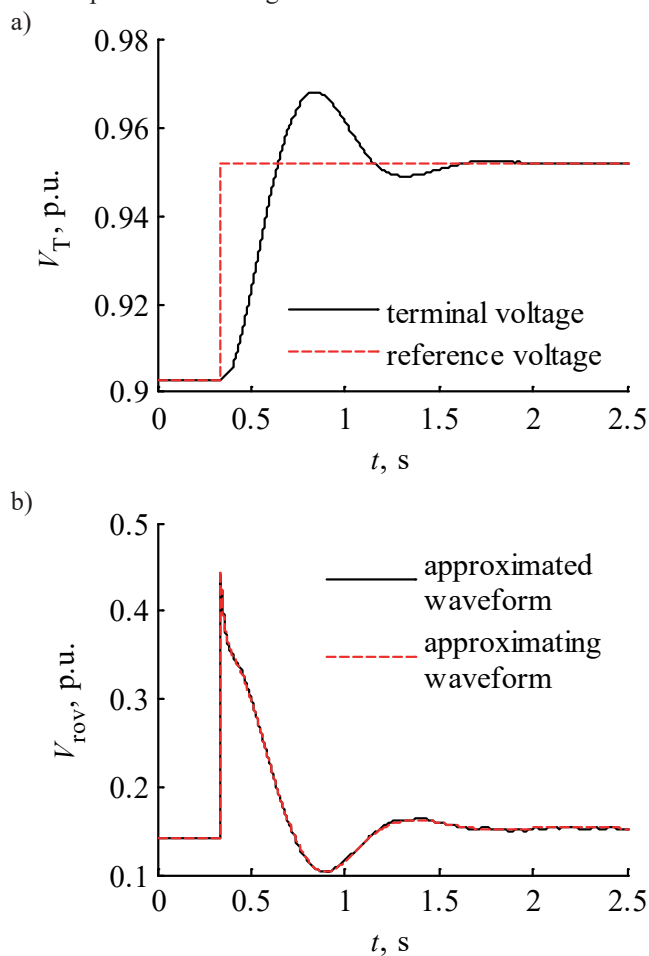 a)
0.98
0.96
0.94
0.92
0.9
V_T, p.u.
terminal voltage
reference voltage
0 0.5 1 1.5 2 2.5
t, s
b)
0.5
0.4
0.3
0.2
0.1
V_rov, p.u.
approximated
waveform
approximating
waveform
0 0.5 1 1.5 2 2.5
t, s